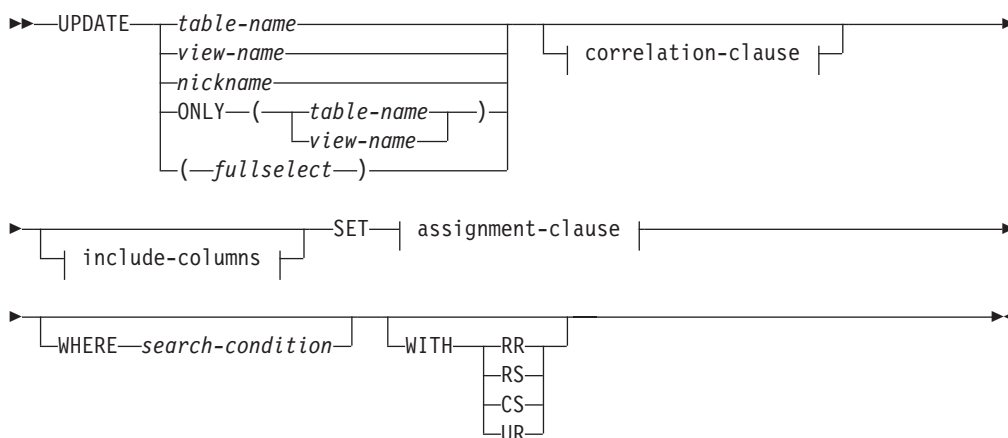 UPDATE table-name
view-name
nickname
ONLY ( table-name )
view-name
( fullselect )
correlation-clause
include-columns
SET assignment-clause
WHERE search-condition
WITH RR
RS
CS
UR